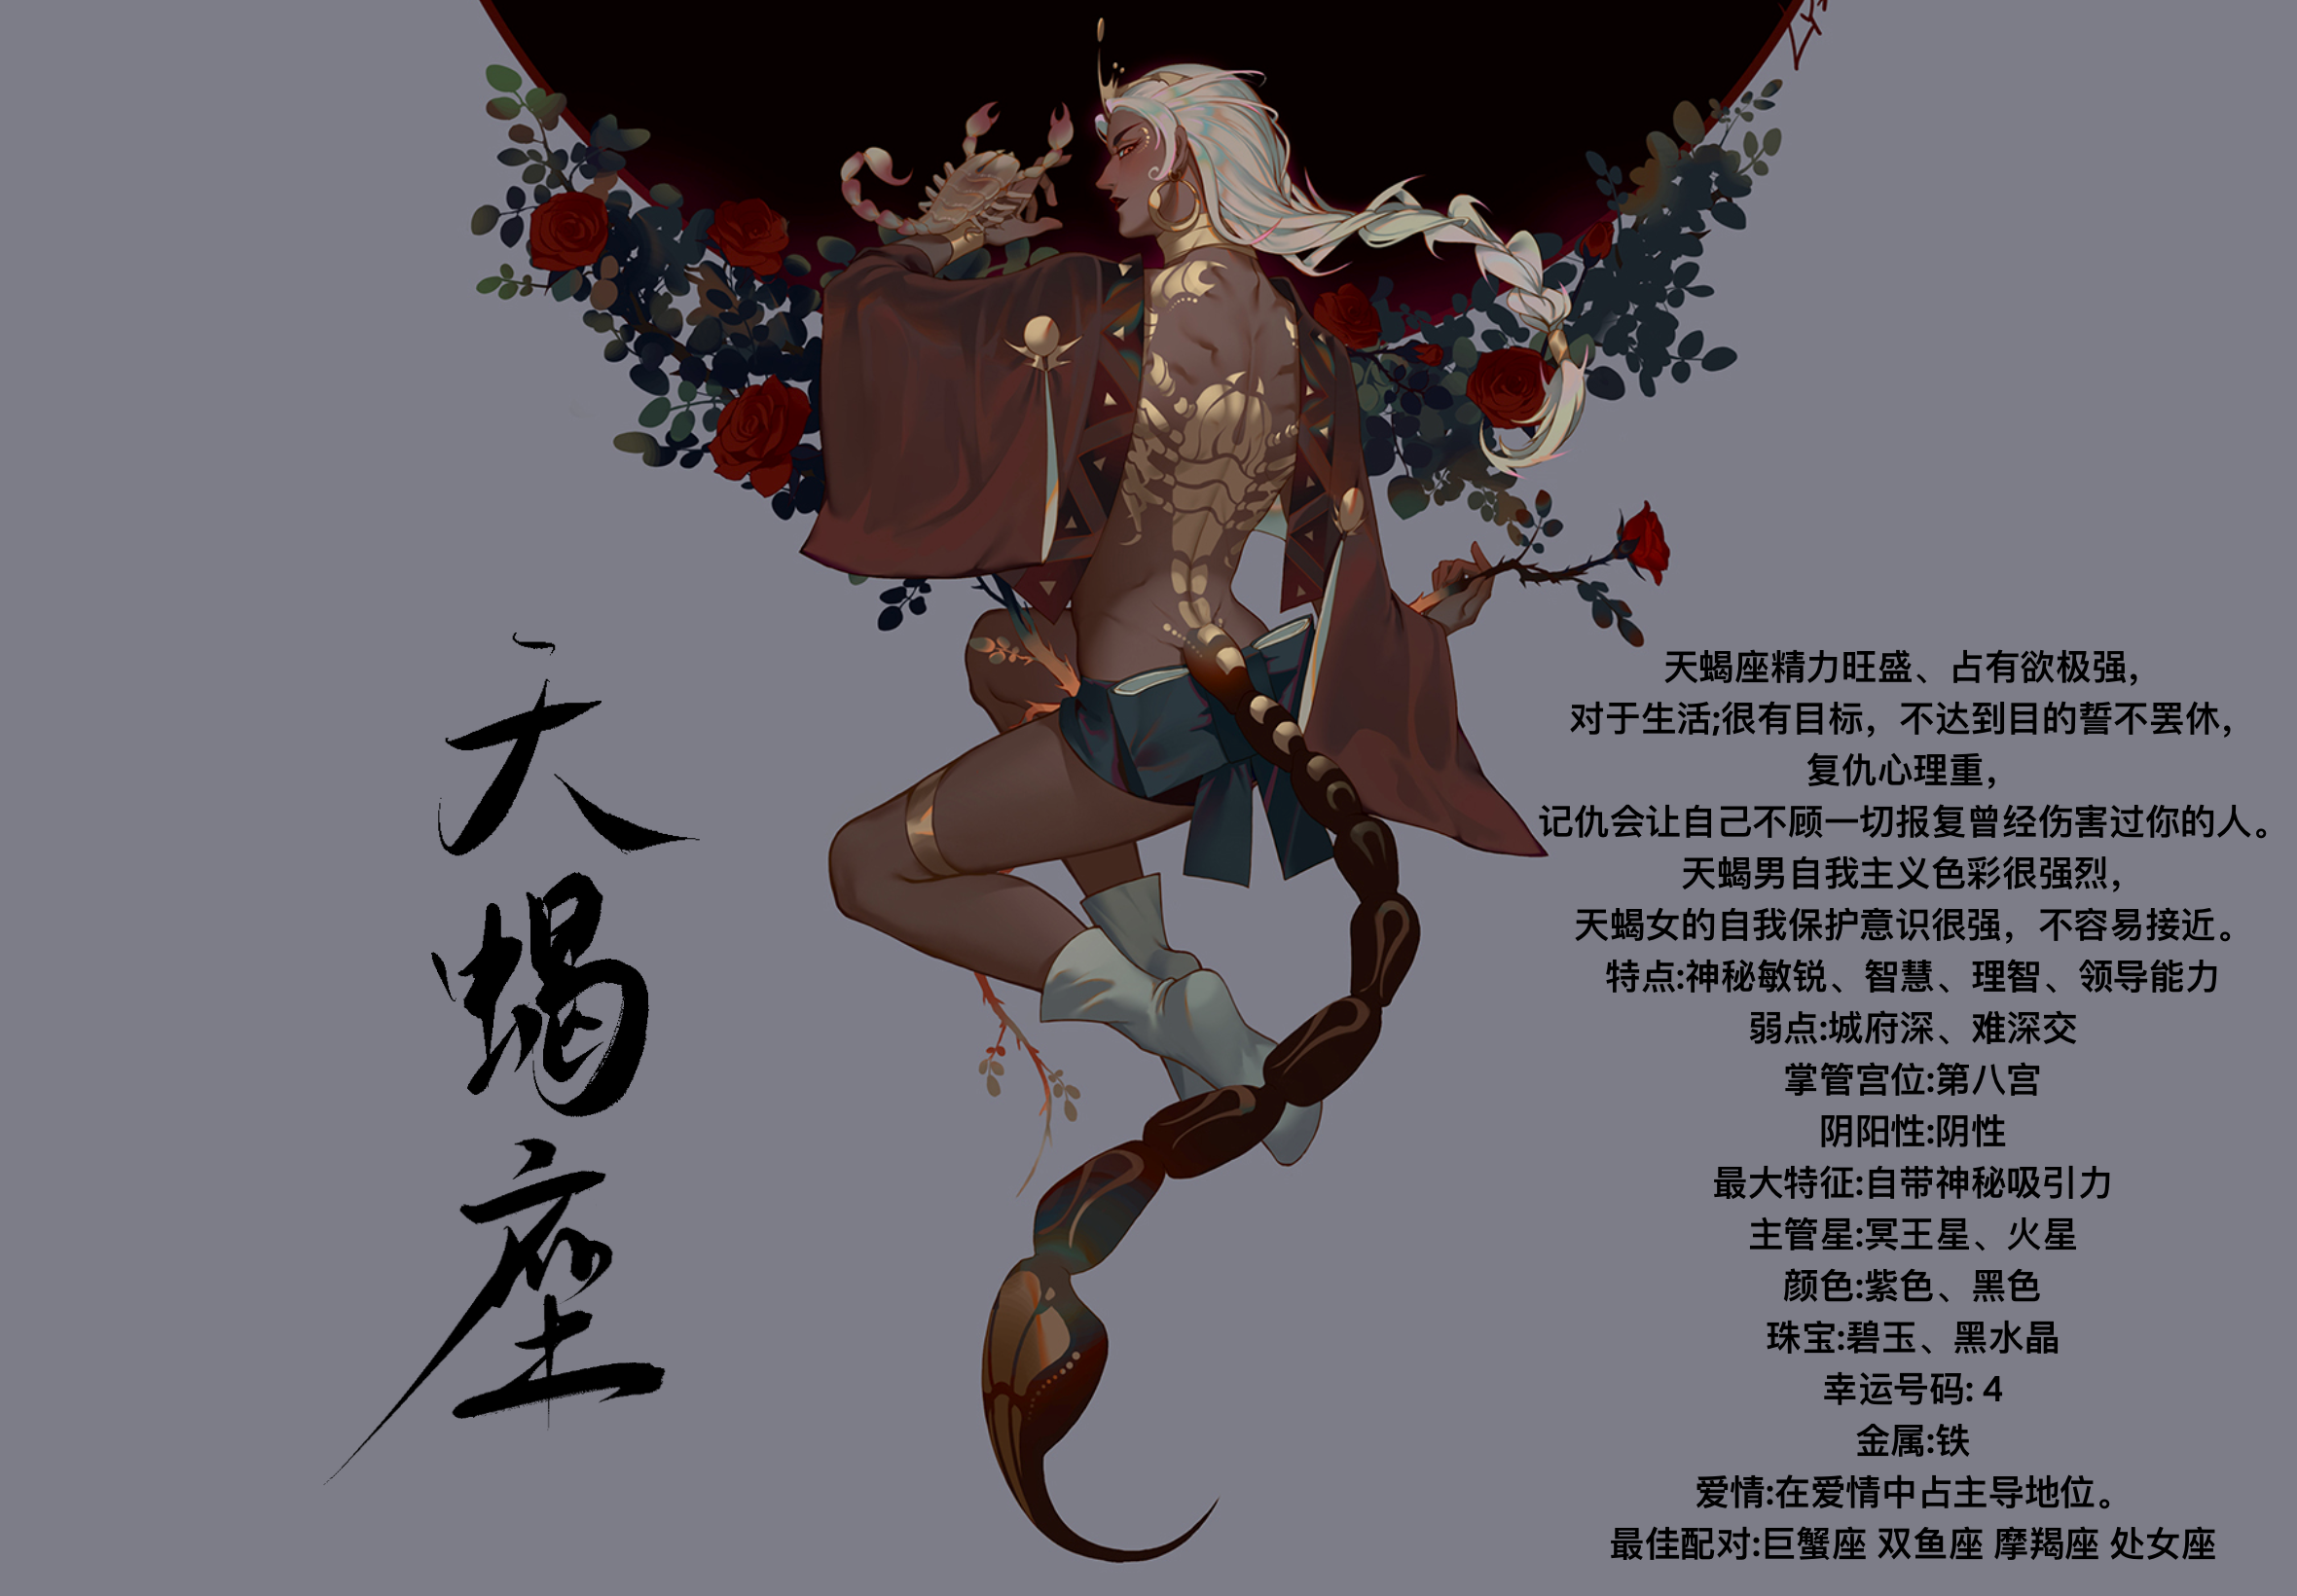 天蝎座
天蝎座精力旺盛、占有欲极强，
对于生活;很有目标，不达到目的誓不罢休，
复仇心理重，
记仇会让自己不顾一切报复曾经伤害过你的人。
天蝎男自我主义色彩很强烈，
天蝎女的自我保护意识很强，不容易接近。
特点:神秘敏锐、智慧、理智、领导能力
弱点:城府深、难深交
掌管宫位:第八宫
阴阳性:阴性
最大特征:自带神秘吸引力
主管星:冥王星、火星
颜色:紫色、黑色
珠宝:碧玉、黑水晶
幸运号码: 4
金属:铁
爱情:在爱情中占主导地位。
最佳配对:巨蟹座 双鱼座 摩羯座 处女座